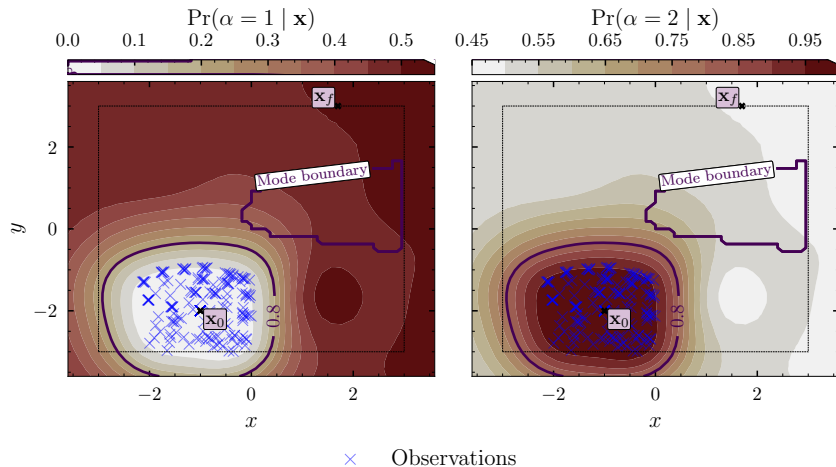 Pr(α = 1 | x)
Pr(α = 2 | x)
0.0 0.1 0.2 0.3 0.4 0.5
0.45 0.55 0.65 0.75 0.85 0.95
x_f
x_f
Mode boundary
Mode boundary
2
0
−2
y
0.8
0.8
x_0
x_0
−2 0 2
−2 0 2
x
x
× Observations